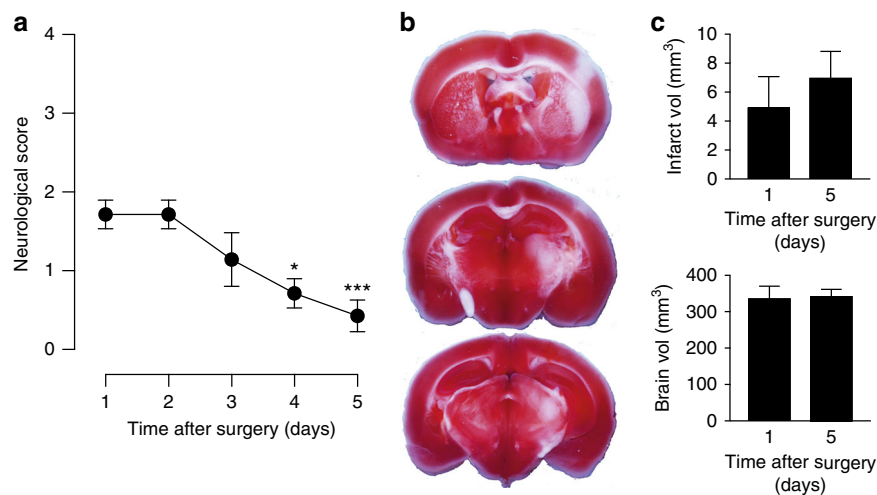 a
4
3
2
1
0
Neurological score
*
***
1 2 3 4 5
Time after surgery (days)
b
c
10
8
6
4
2
0
Infarct vol (mm³)
1 5
Time after surgery
(days)
400
300
200
100
0
Brain vol (mm³)
1 5
Time after surgery
(days)